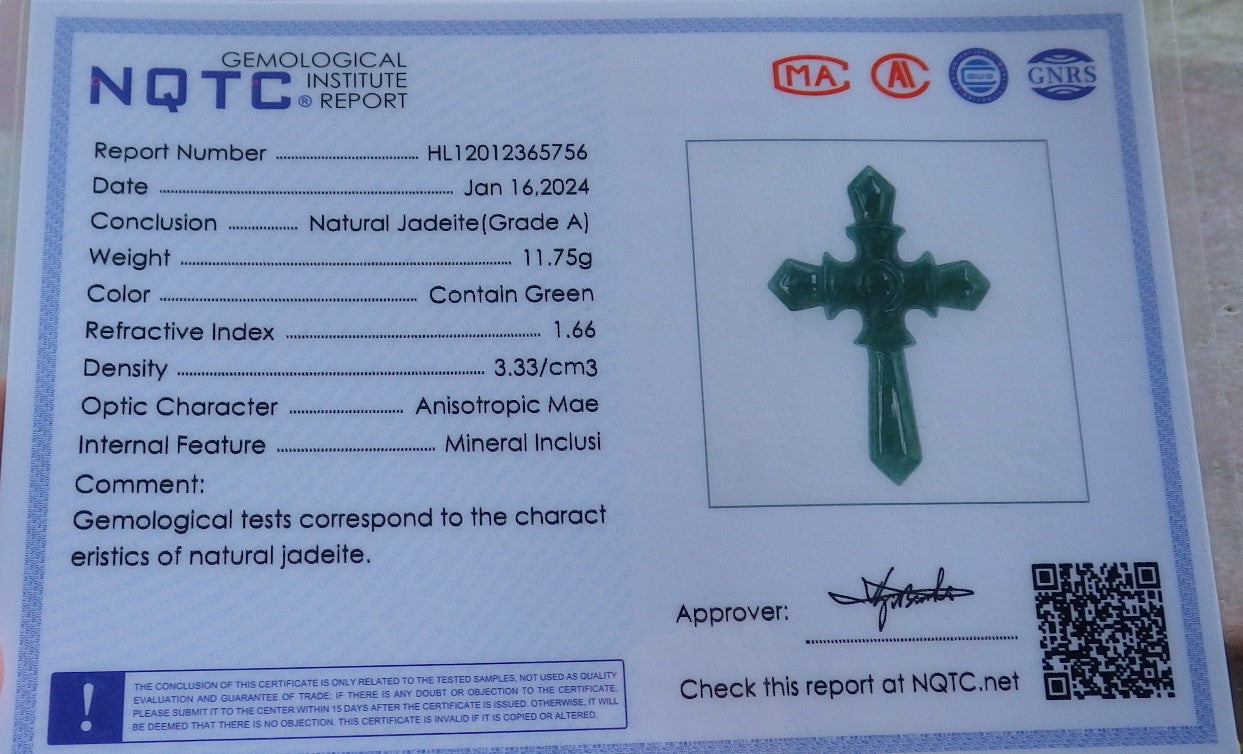 GEMOLOGICAL
NQTC INSTITUTE
® REPORT
MA
GNRS
Report Number ........................ HL12012365756
Date ........................ Jan 16,2024
Conclusion ............ Natural Jadeite(Grade A)
Weight ........................ 11.75g
Color ........................ Contain Green
Refractive Index ........................ 1.66
Density ........................ 3.33/cm3
Optic Character ............ Anisotropic Mae
Internal Feature ............ Mineral Inclusi
Comment:
Gemological tests correspond to the charact
eristics of natural jadeite.
Approver:
Check this report at NQTC.net
!
THE CONCLUSION OF THIS CERTIFICATE IS ONLY RELATED TO THE TESTED SAMPLES, NOT USED AS QUALITY
EVALUATION AND GUARANTEE OF TRADE; IF THERE IS ANY DOUBT OR OBJECTION TO THE CERTIFICATE,
PLEASE SUBMIT IT TO THE CENTER WITHIN 15 DAYS AFTER THE CERTIFICATE IS ISSUED. OTHERWISE, IT WILL
BE DEEMED THAT THERE IS NO OBJECTION. THIS CERTIFICATE IS INVALID IF IT IS COPIED OR ALTERED.